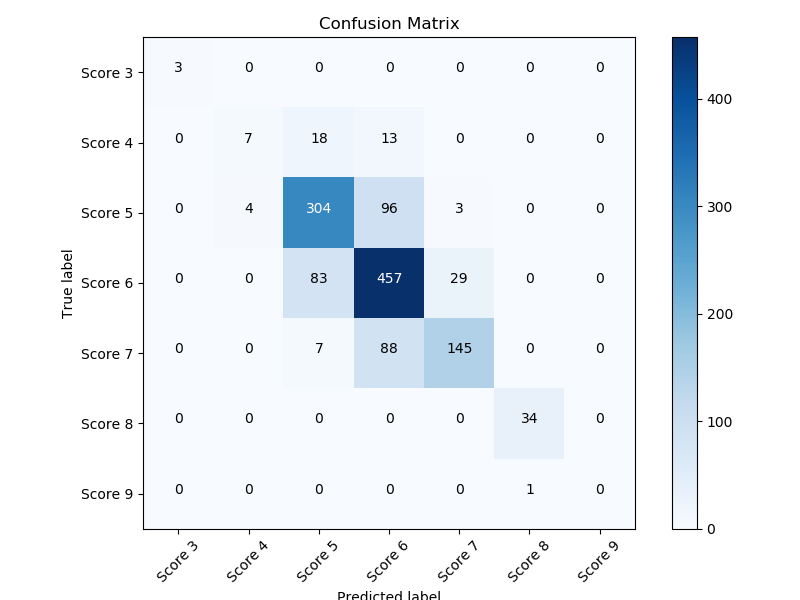 Confusion Matrix
Score 3 3 0 0 0 0 0 0
Score 4 0 7 18 13 0 0 0
Score 5 0 4 304 96 3 0 0
Score 6 0 0 83 457 29 0 0
Score 7 0 0 7 88 145 0 0
Score 8 0 0 0 0 0 34 0
Score 9 0 0 0 0 0 1 0
True label
Score 3 Score 4 Score 5 Score 6 Score 7 Score 8 Score 9
Predicted label
400
300
200
100
0